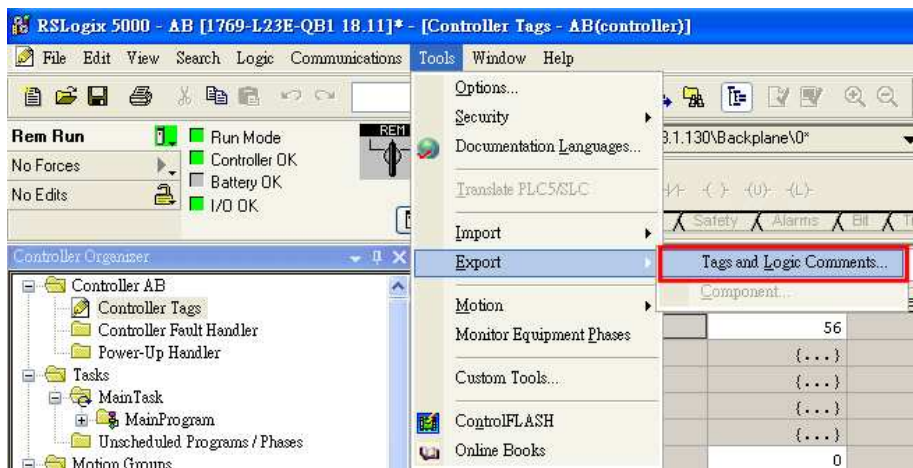 RSLogix 5000 - AB [1769-L23E-QB1 18.11]* - [Controller Tags - AB(controller)]
File Edit View Search Logic Communications Tools Window Help
Rem Run
Run Mode
REM
No Forces
Controller OK
Battery OK
No Edits
I/O OK
Options...
Security
Documentation Languages...
Translate PLC5/SLC
Import
Export
Motion
Monitor Equipment Phases
Custom Tools...
ControlFLASH
Online Books
3.1.130\Backplane\0*
Safety Alarms Bit
Tags and Logic Comments...
Component...
56
{...}
{...}
{...}
{...}
0
Controller Organizer
Controller AB
Controller Tags
Controller Fault Handler
Power-Up Handler
Tasks
MainTask
MainProgram
Unscheduled Programs / Phases
Motion Groups